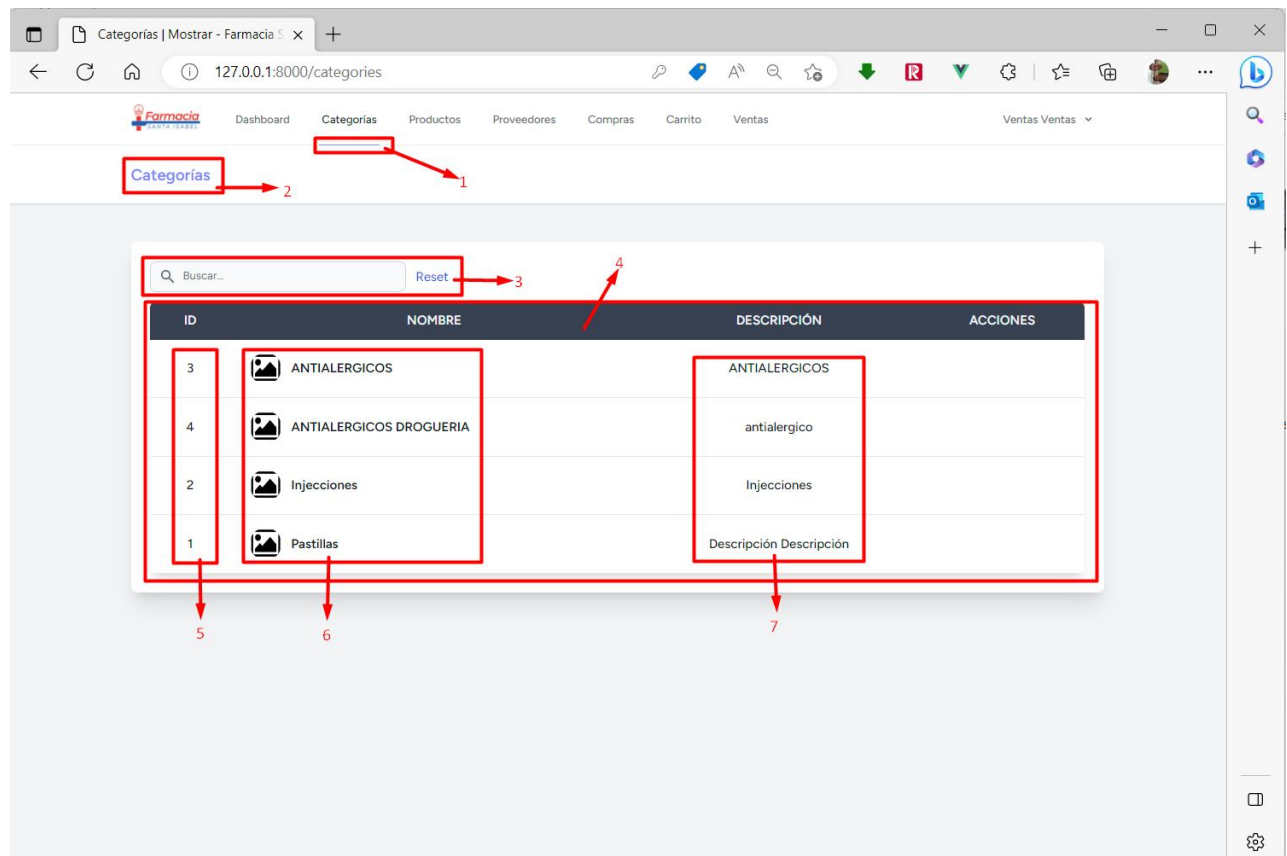 Categorías | Mostrar - Farmacia S
127.0.0.1:8000/categories
Farmacia
SANTA ISABEL
Dashboard Categorías Productos Proveedores Compras Carrito Ventas Ventas Ventas
1
Categorías
2
Buscar... Reset
3
4
ID NOMBRE DESCRIPCIÓN ACCIONES
3 ANTIALERGICOS ANTIALERGICOS
4 ANTIALERGICOS DROGUERIA antialergico
2 Injecciones Injecciones
1 Pastillas Descripción Descripción
5 6 7